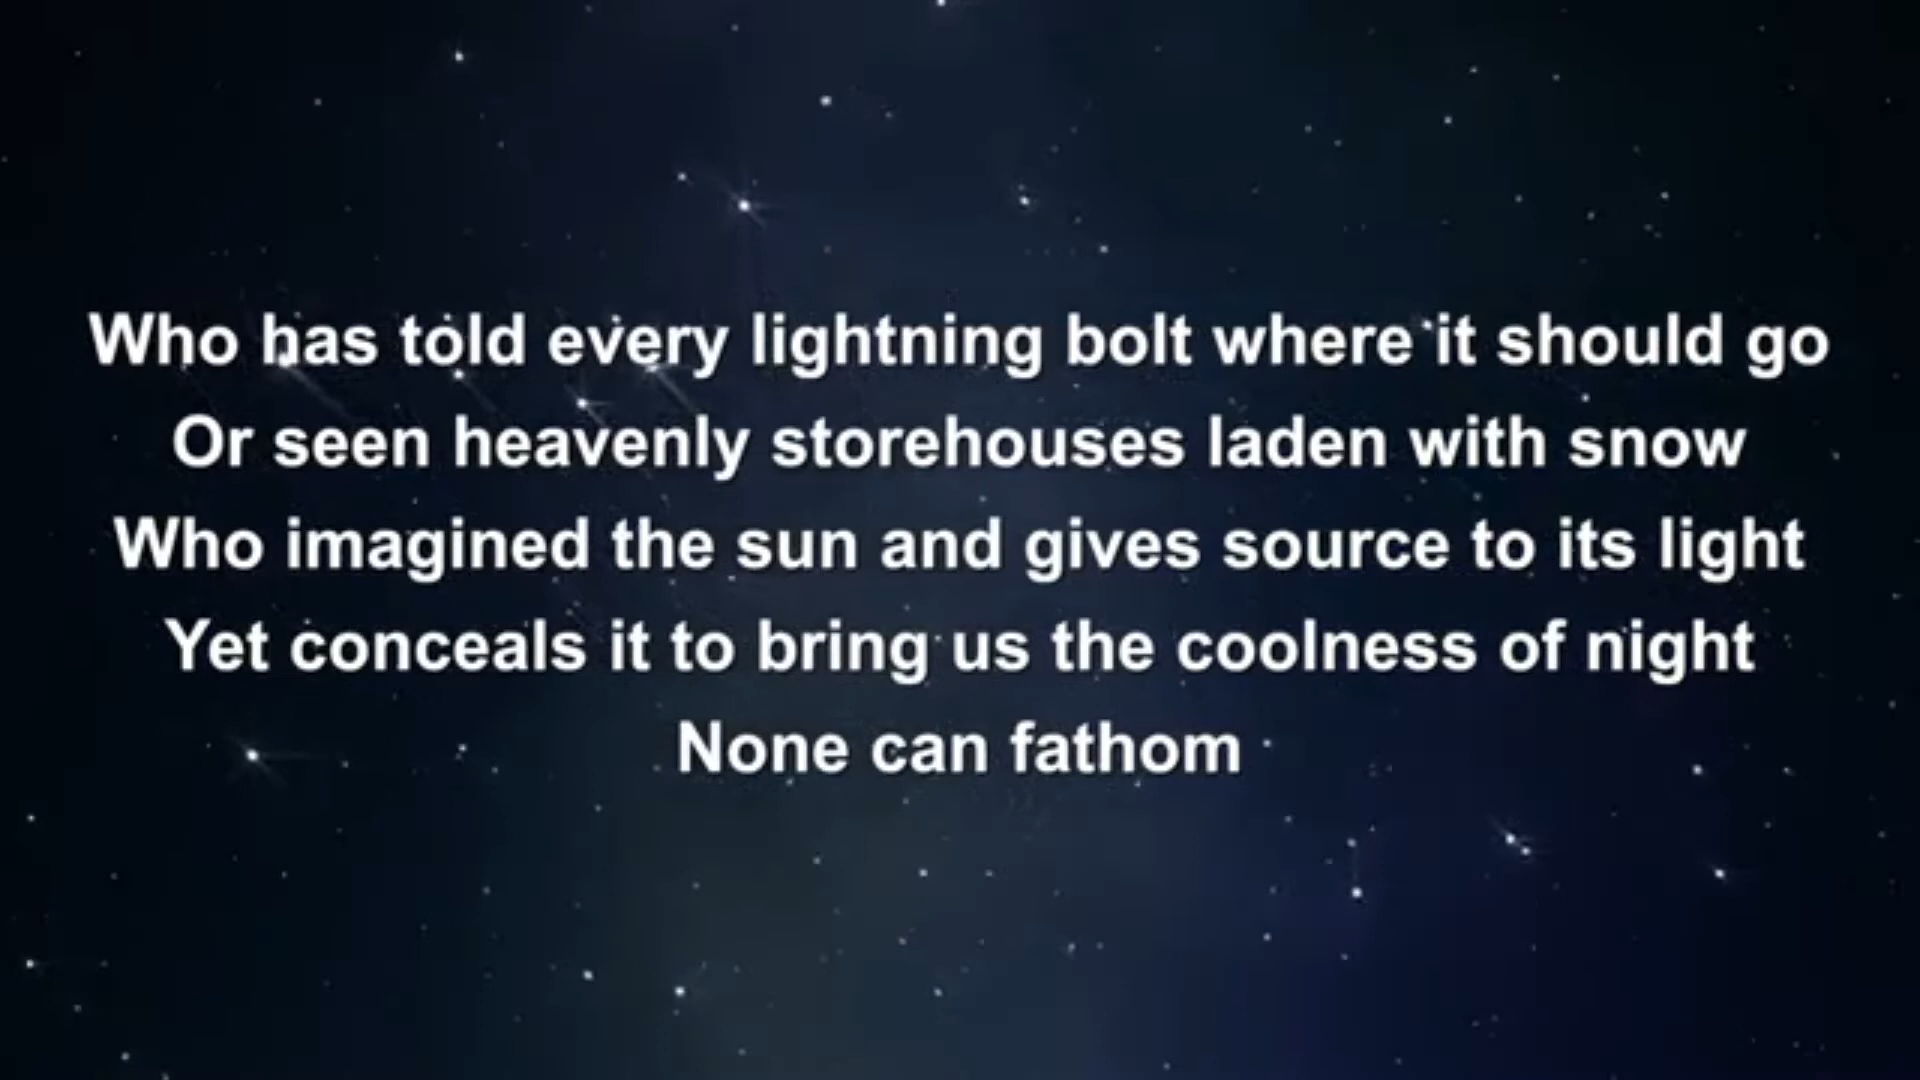 Who has told every lightning bolt where it should go
Or seen heavenly storehouses laden with snow
Who imagined the sun and gives source to its light
Yet conceals it to bring us the coolness of night
None can fathom